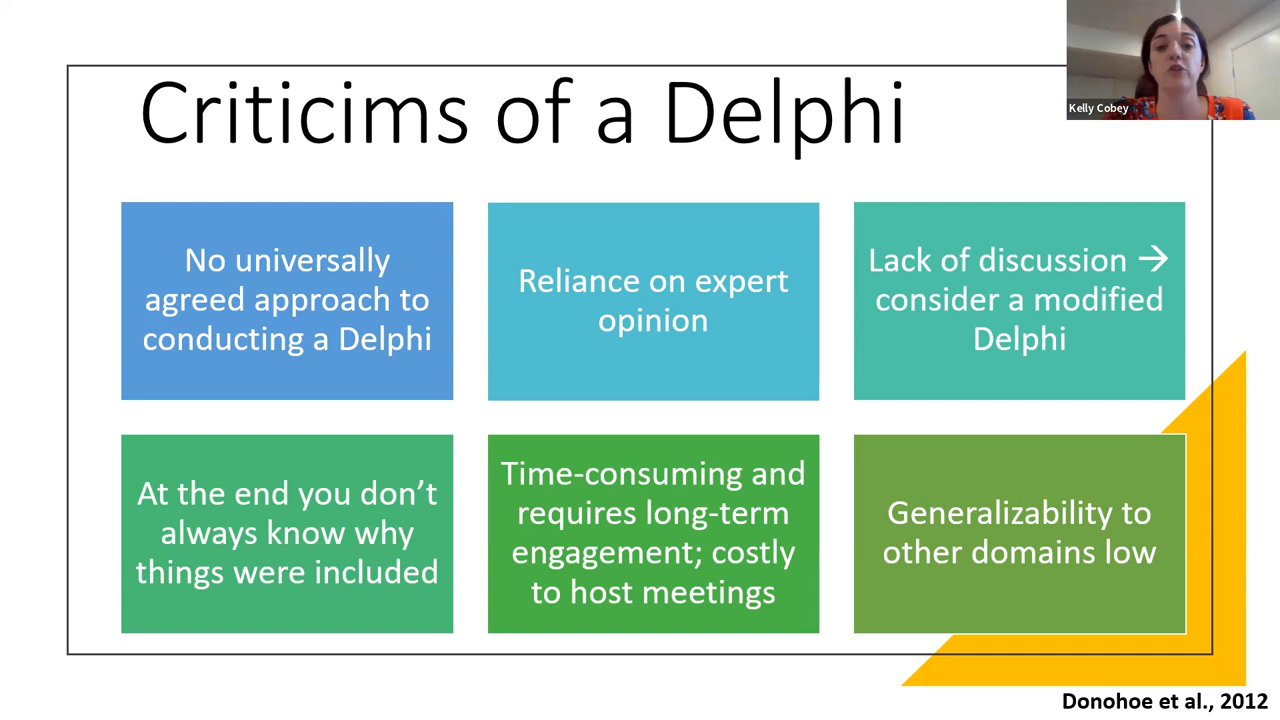 Criticims of a Delphi
Kelly Cobey
No universally
agreed approach to
conducting a Delphi
Reliance on expert
opinion
Lack of discussion →
consider a modified
Delphi
At the end you don’t
always know why
things were included
Time-consuming and
requires long-term
engagement; costly
to host meetings
Generalizability to
other domains low
Donohoe et al., 2012